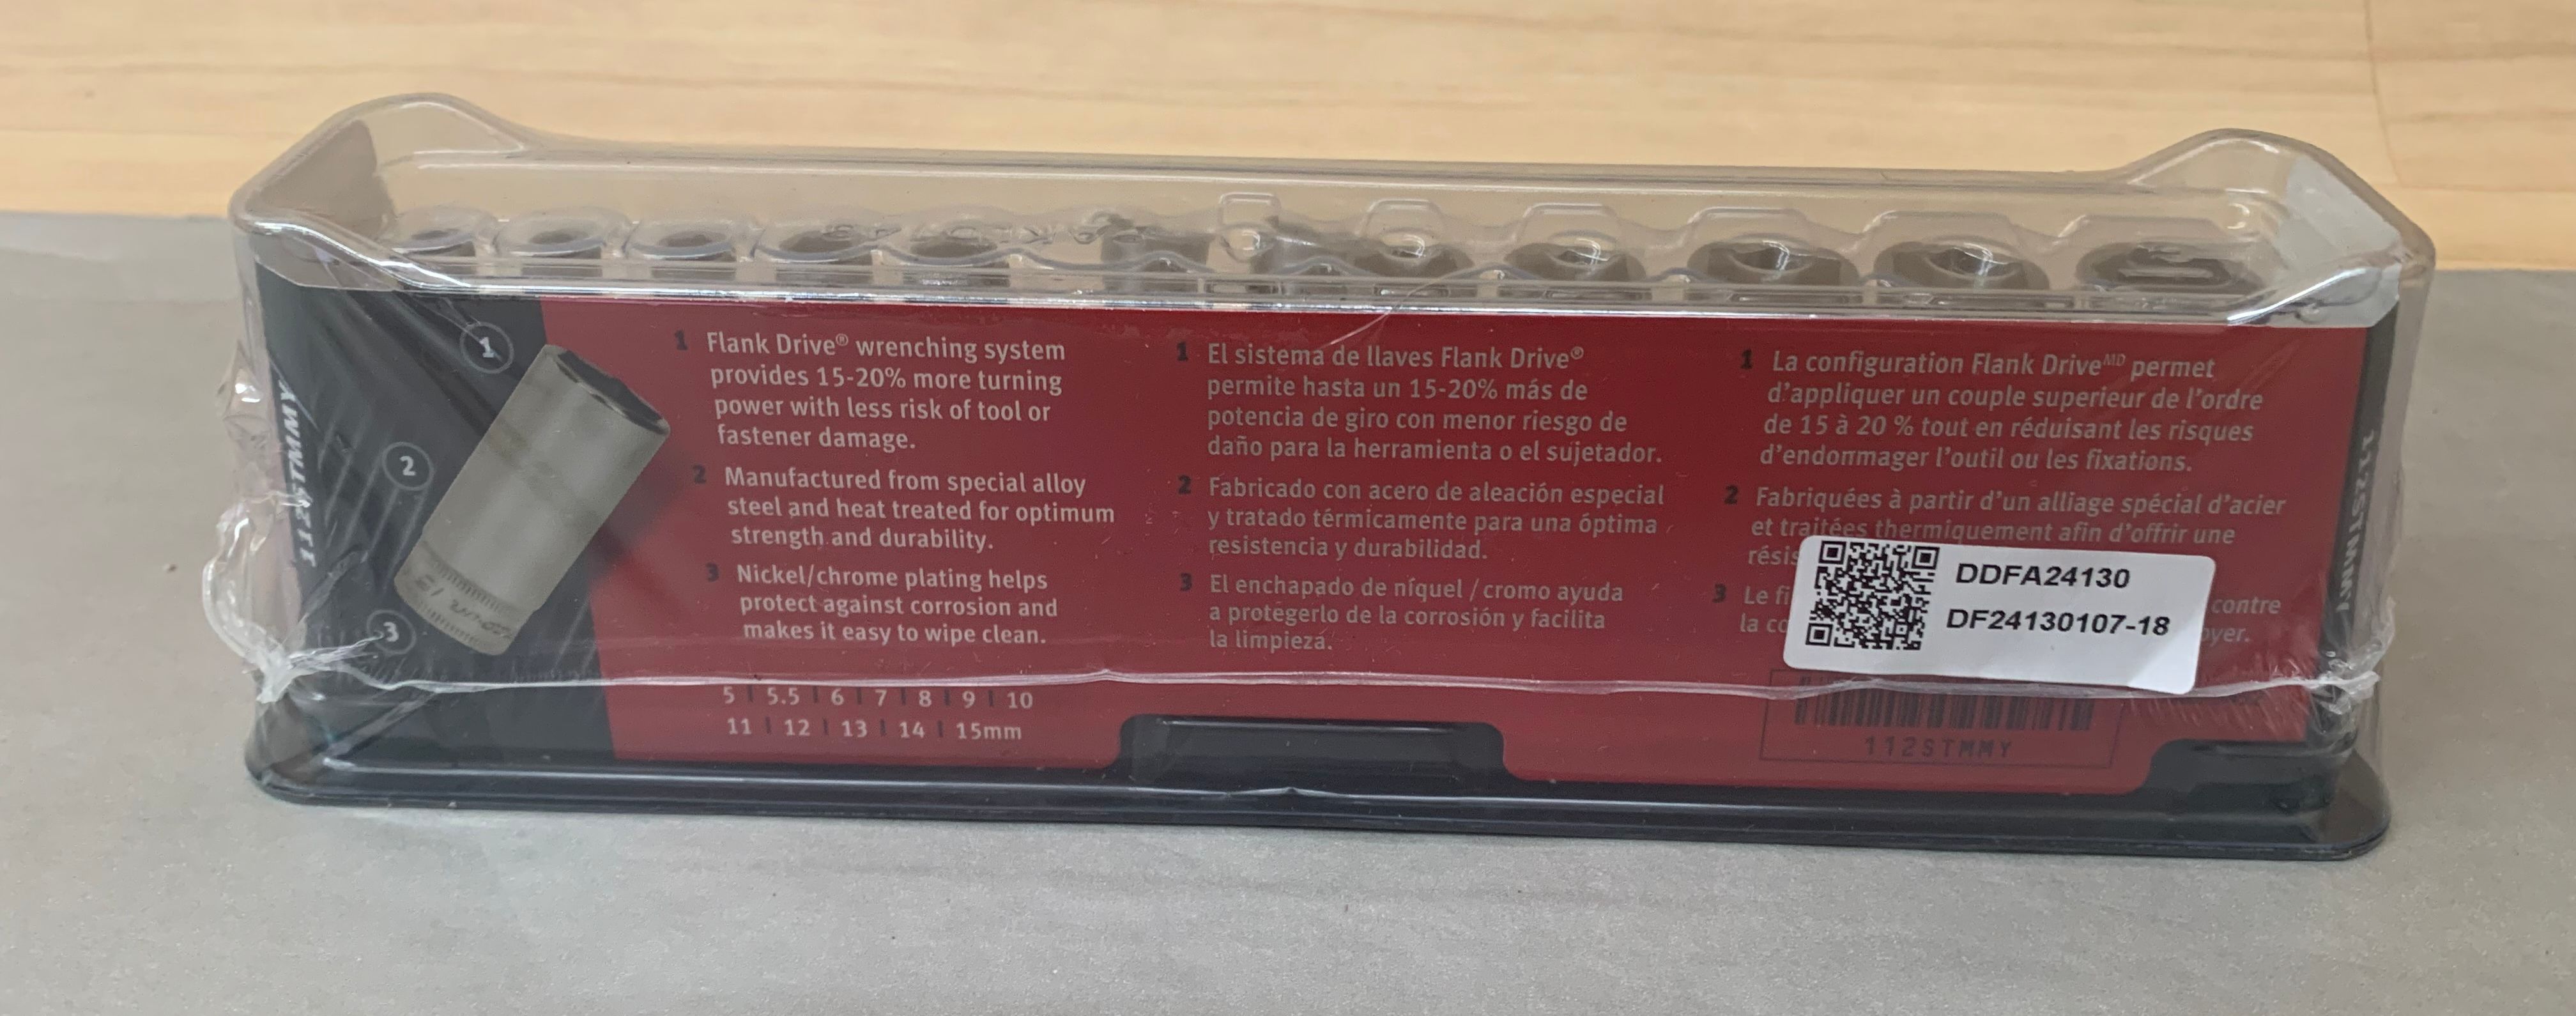 112STMMY
1
2
3
1 Flank Drive® wrenching system
provides 15-20% more turning
power with less risk of tool or
fastener damage.
2 Manufactured from special alloy
steel and heat treated for optimum
strength and durability.
3 Nickel/chrome plating helps
protect against corrosion and
makes it easy to wipe clean.
5 | 5.5 | 6 | 7 | 8 | 9 | 10
11 | 12 | 13 | 14 | 15mm
1 El sistema de llaves Flank Drive®
permite hasta un 15-20% más de
potencia de giro con menor riesgo de
daño para la herramienta o el sujetador.
2 Fabricado con acero de aleación especial
y tratado térmicamente para una óptima
resistencia y durabilidad.
3 El enchapado de níquel / cromo ayuda
a protegerlo de la corrosión y facilita
la limpieza.
1 La configuration Flank Drive MD permet
d'appliquer un couple superieur de l'ordre
de 15 à 20 % tout en réduisant les risques
d'endommager l'outil ou les fixations.
2 Fabriquées à partir d'un alliage spécial d'acier
et traitées thermiquement afin d'offrir une
3 Le
contre
la
DDFA24130
DF24130107-18
112STMMY
112STMMY